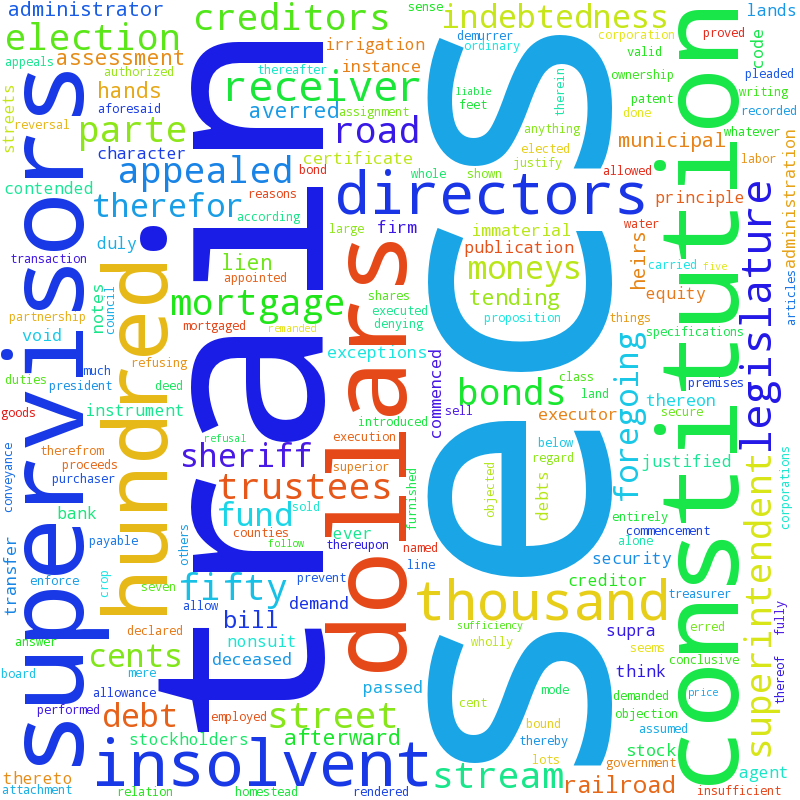 administrator
creditors
sense
indebtedness
corporation
lands
election
demurrer
ordinary
proved
appeals
assessment
irrigation
valid
code
authorized
thereafter
instance
ownership
pleaded
hands
receiver
liable
therein
patent
writing
streets
aforesaid
averred
assignment
feet
done
recorded
reversal
parte
road
anything
whatever
character
certificate
elected
justify
municipal
labor
administration
contended
appealed
bond
whole
shown
allowed
reasons
directors
principle
therefor
according
water
duly
large
firm
immaterial
heirs
transaction
lien
publication
carried
five
appointed
moneys
equity
articles
partnership
notes
council
mortgage
shares
tending
things
void
mortgaged
executed
denying
proposition
specifications
remanded
refusing
exceptions
commenced
legislature
duties
much
president
deed
class
land
premises
goods
instrument
introduced
sell
bonds
executor
foregoing
thereon
secure
supervisors
hundred
train
dollars
Secs
constitution
refusal
execution
below
regard
therefrom
proceeds
sheriff
superior
justified
conveyance
purchaser
trustees
objected
debts
corporations
bank
fund
sold
ever
furnished
entirely
commencement
superintendent
transfer
payable
others
counties
thereupon
named
alone
enforce
follow
line
security
crop
seven
fifty
prevent
creditor
treasurer
allow
demand
thousand
answer
declared
bill
sufficiency
supra
erred
fully
cents
nonsuit
wholly
seems
board
mere
deceased
think
conclusive
thereof
allowance
passed
cent
mode
demanded
price
performed
debt
employed
street
bound
objection
assumed
stockholders
afterward
thereby
stock
thereto
insolvent
lots
government
agent
attachment
stream
railroad
relation
homestead
rendered
insufficient